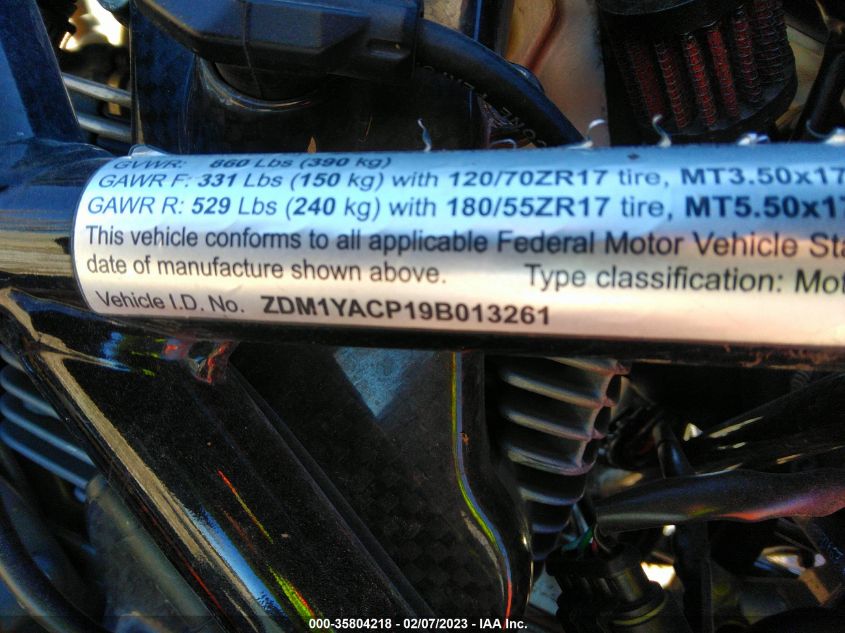 GVWR: 860 Lbs (390 kg)
GAWR F: 331 Lbs (150 kg) with 120/70ZR17 tire, MT3.50x17
GAWR R: 529 Lbs (240 kg) with 180/55ZR17 tire, MT5.50x17
This vehicle conforms to all applicable Federal Motor Vehicle Sta
date of manufacture shown above. Type classification: Mot
Vehicle I.D. No. ZDM1YACP19B013261
000-35804218 - 02/07/2023 - IAA Inc.